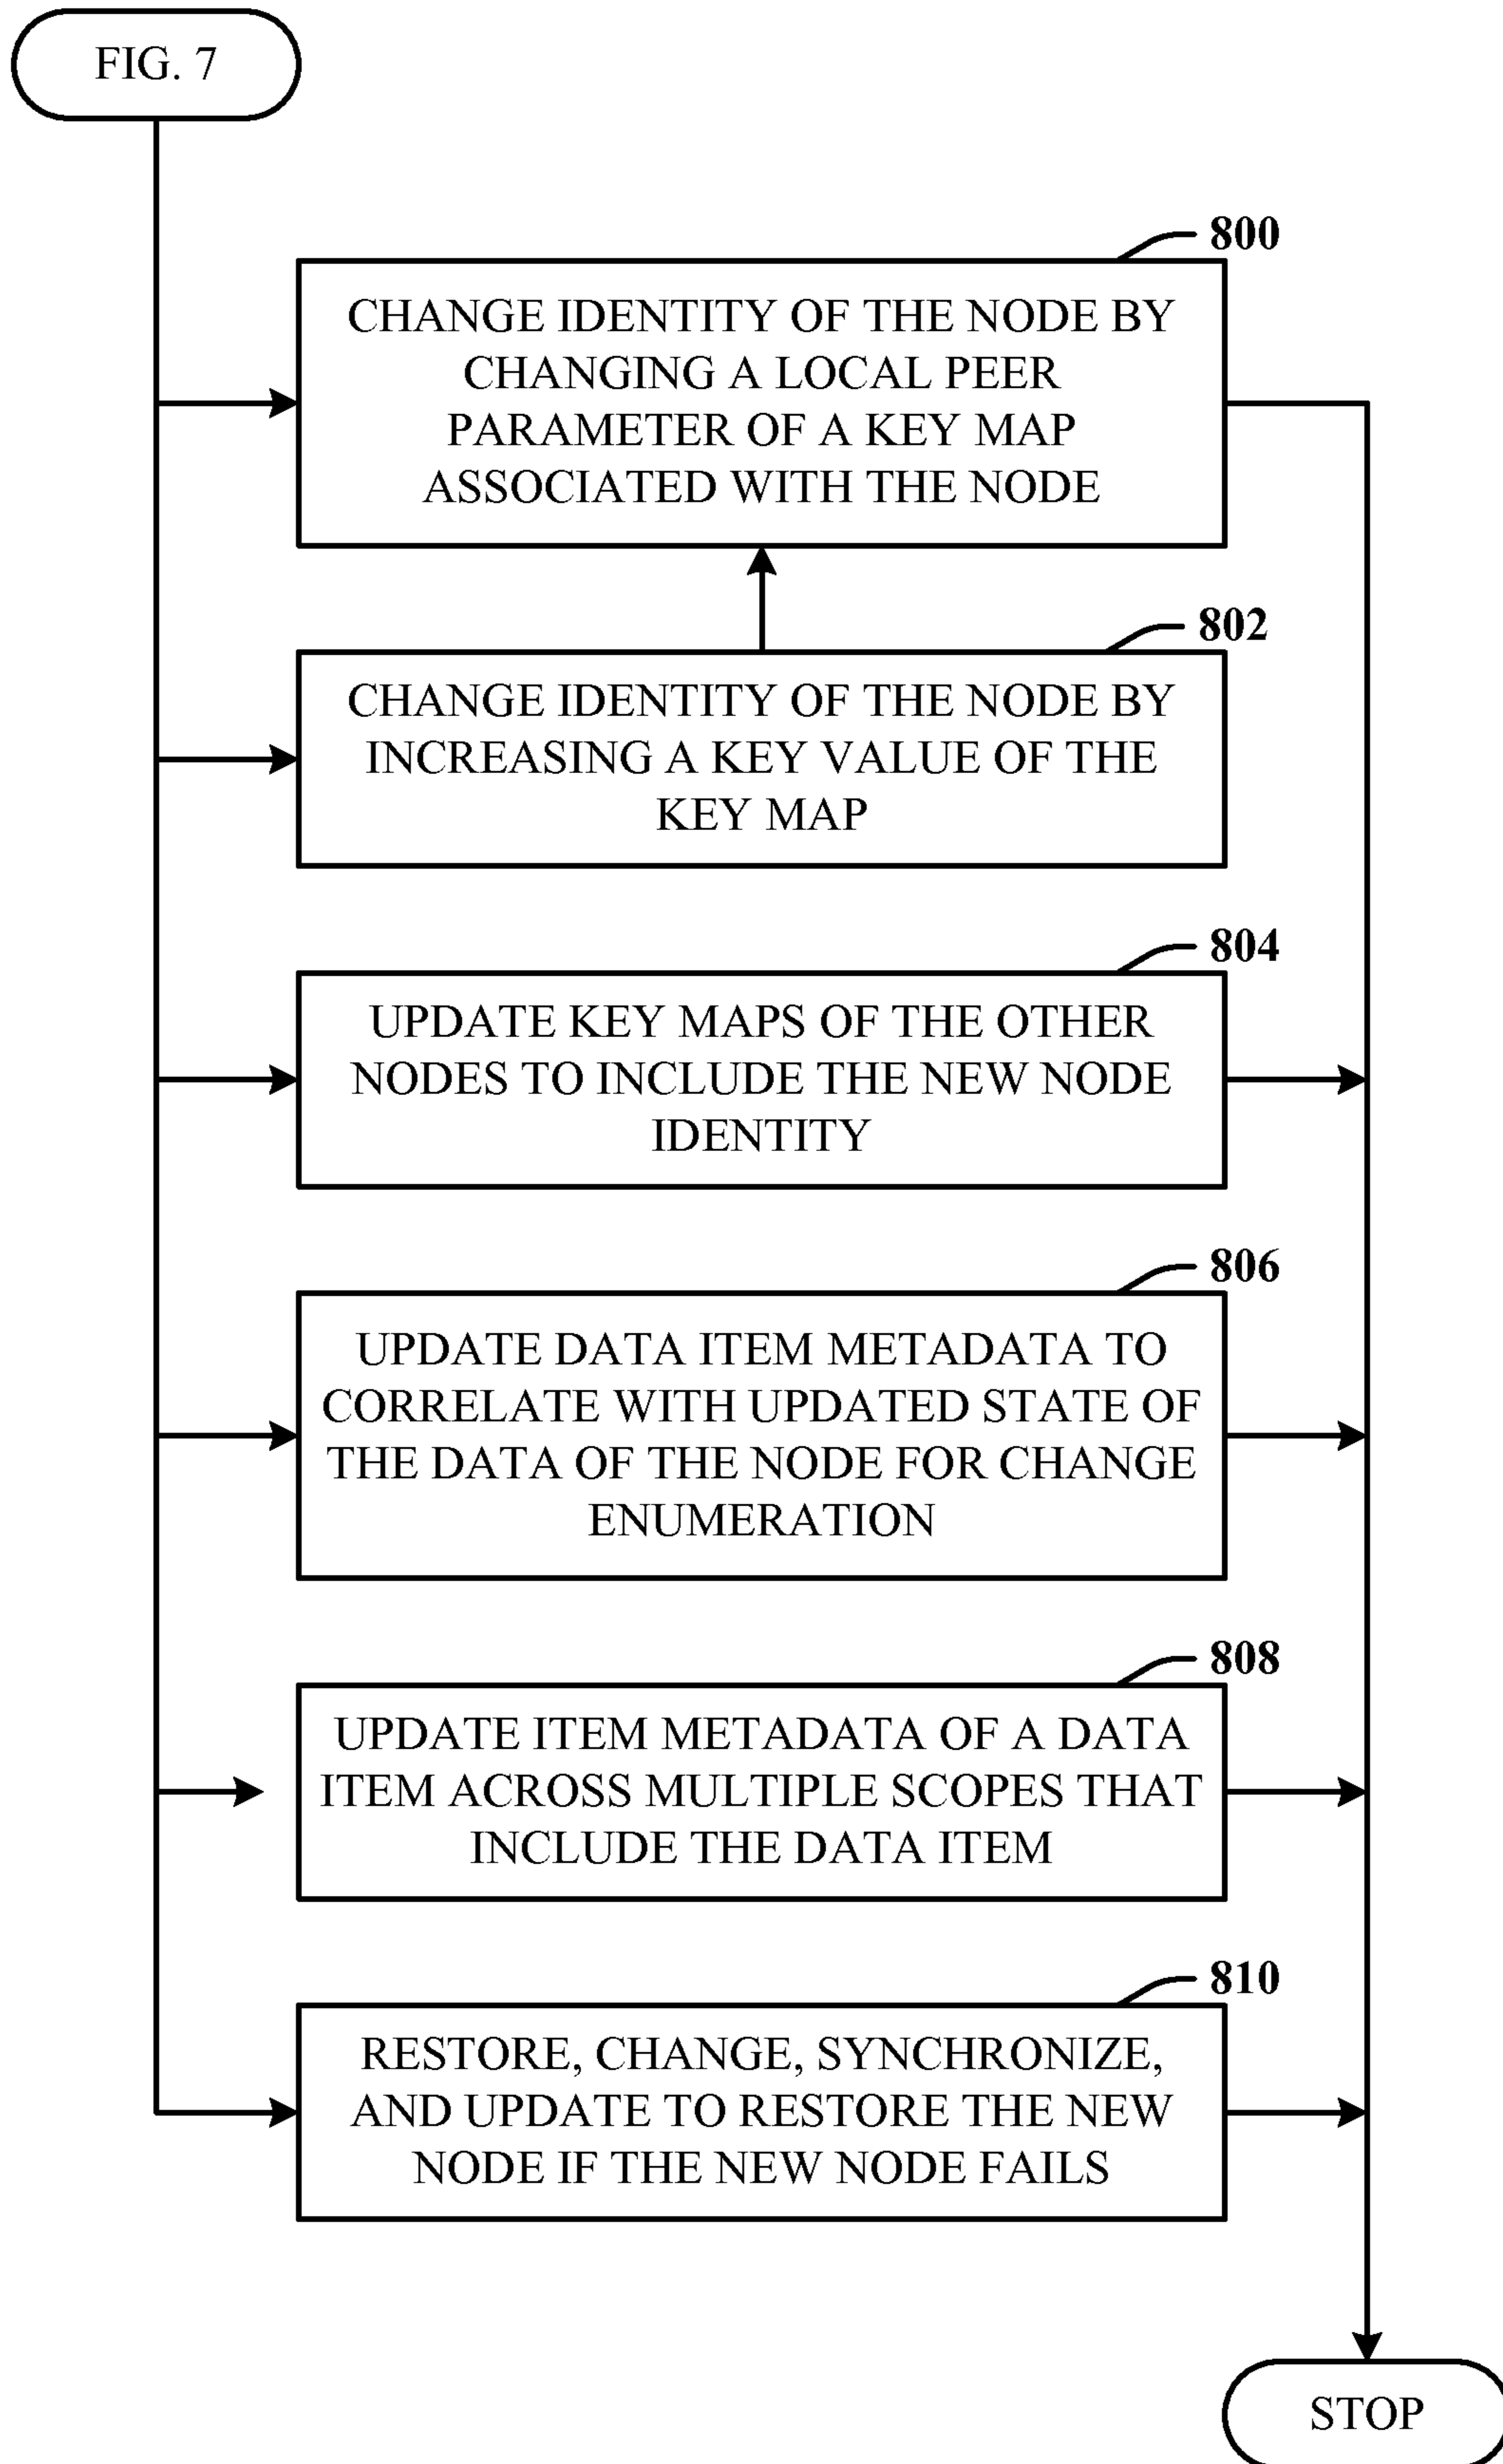 FIG. 7
800
CHANGE IDENTITY OF THE NODE BY
CHANGING A LOCAL PEER
PARAMETER OF A KEY MAP
ASSOCIATED WITH THE NODE
802
CHANGE IDENTITY OF THE NODE BY
INCREASING A KEY VALUE OF THE
KEY MAP
804
UPDATE KEY MAPS OF THE OTHER
NODES TO INCLUDE THE NEW NODE
IDENTITY
806
UPDATE DATA ITEM METADATA TO
CORRELATE WITH UPDATED STATE OF
THE DATA OF THE NODE FOR CHANGE
ENUMERATION
808
UPDATE ITEM METADATA OF A DATA
ITEM ACROSS MULTIPLE SCOPES THAT
INCLUDE THE DATA ITEM
810
RESTORE, CHANGE, SYNCHRONIZE,
AND UPDATE TO RESTORE THE NEW
NODE IF THE NEW NODE FAILS
STOP